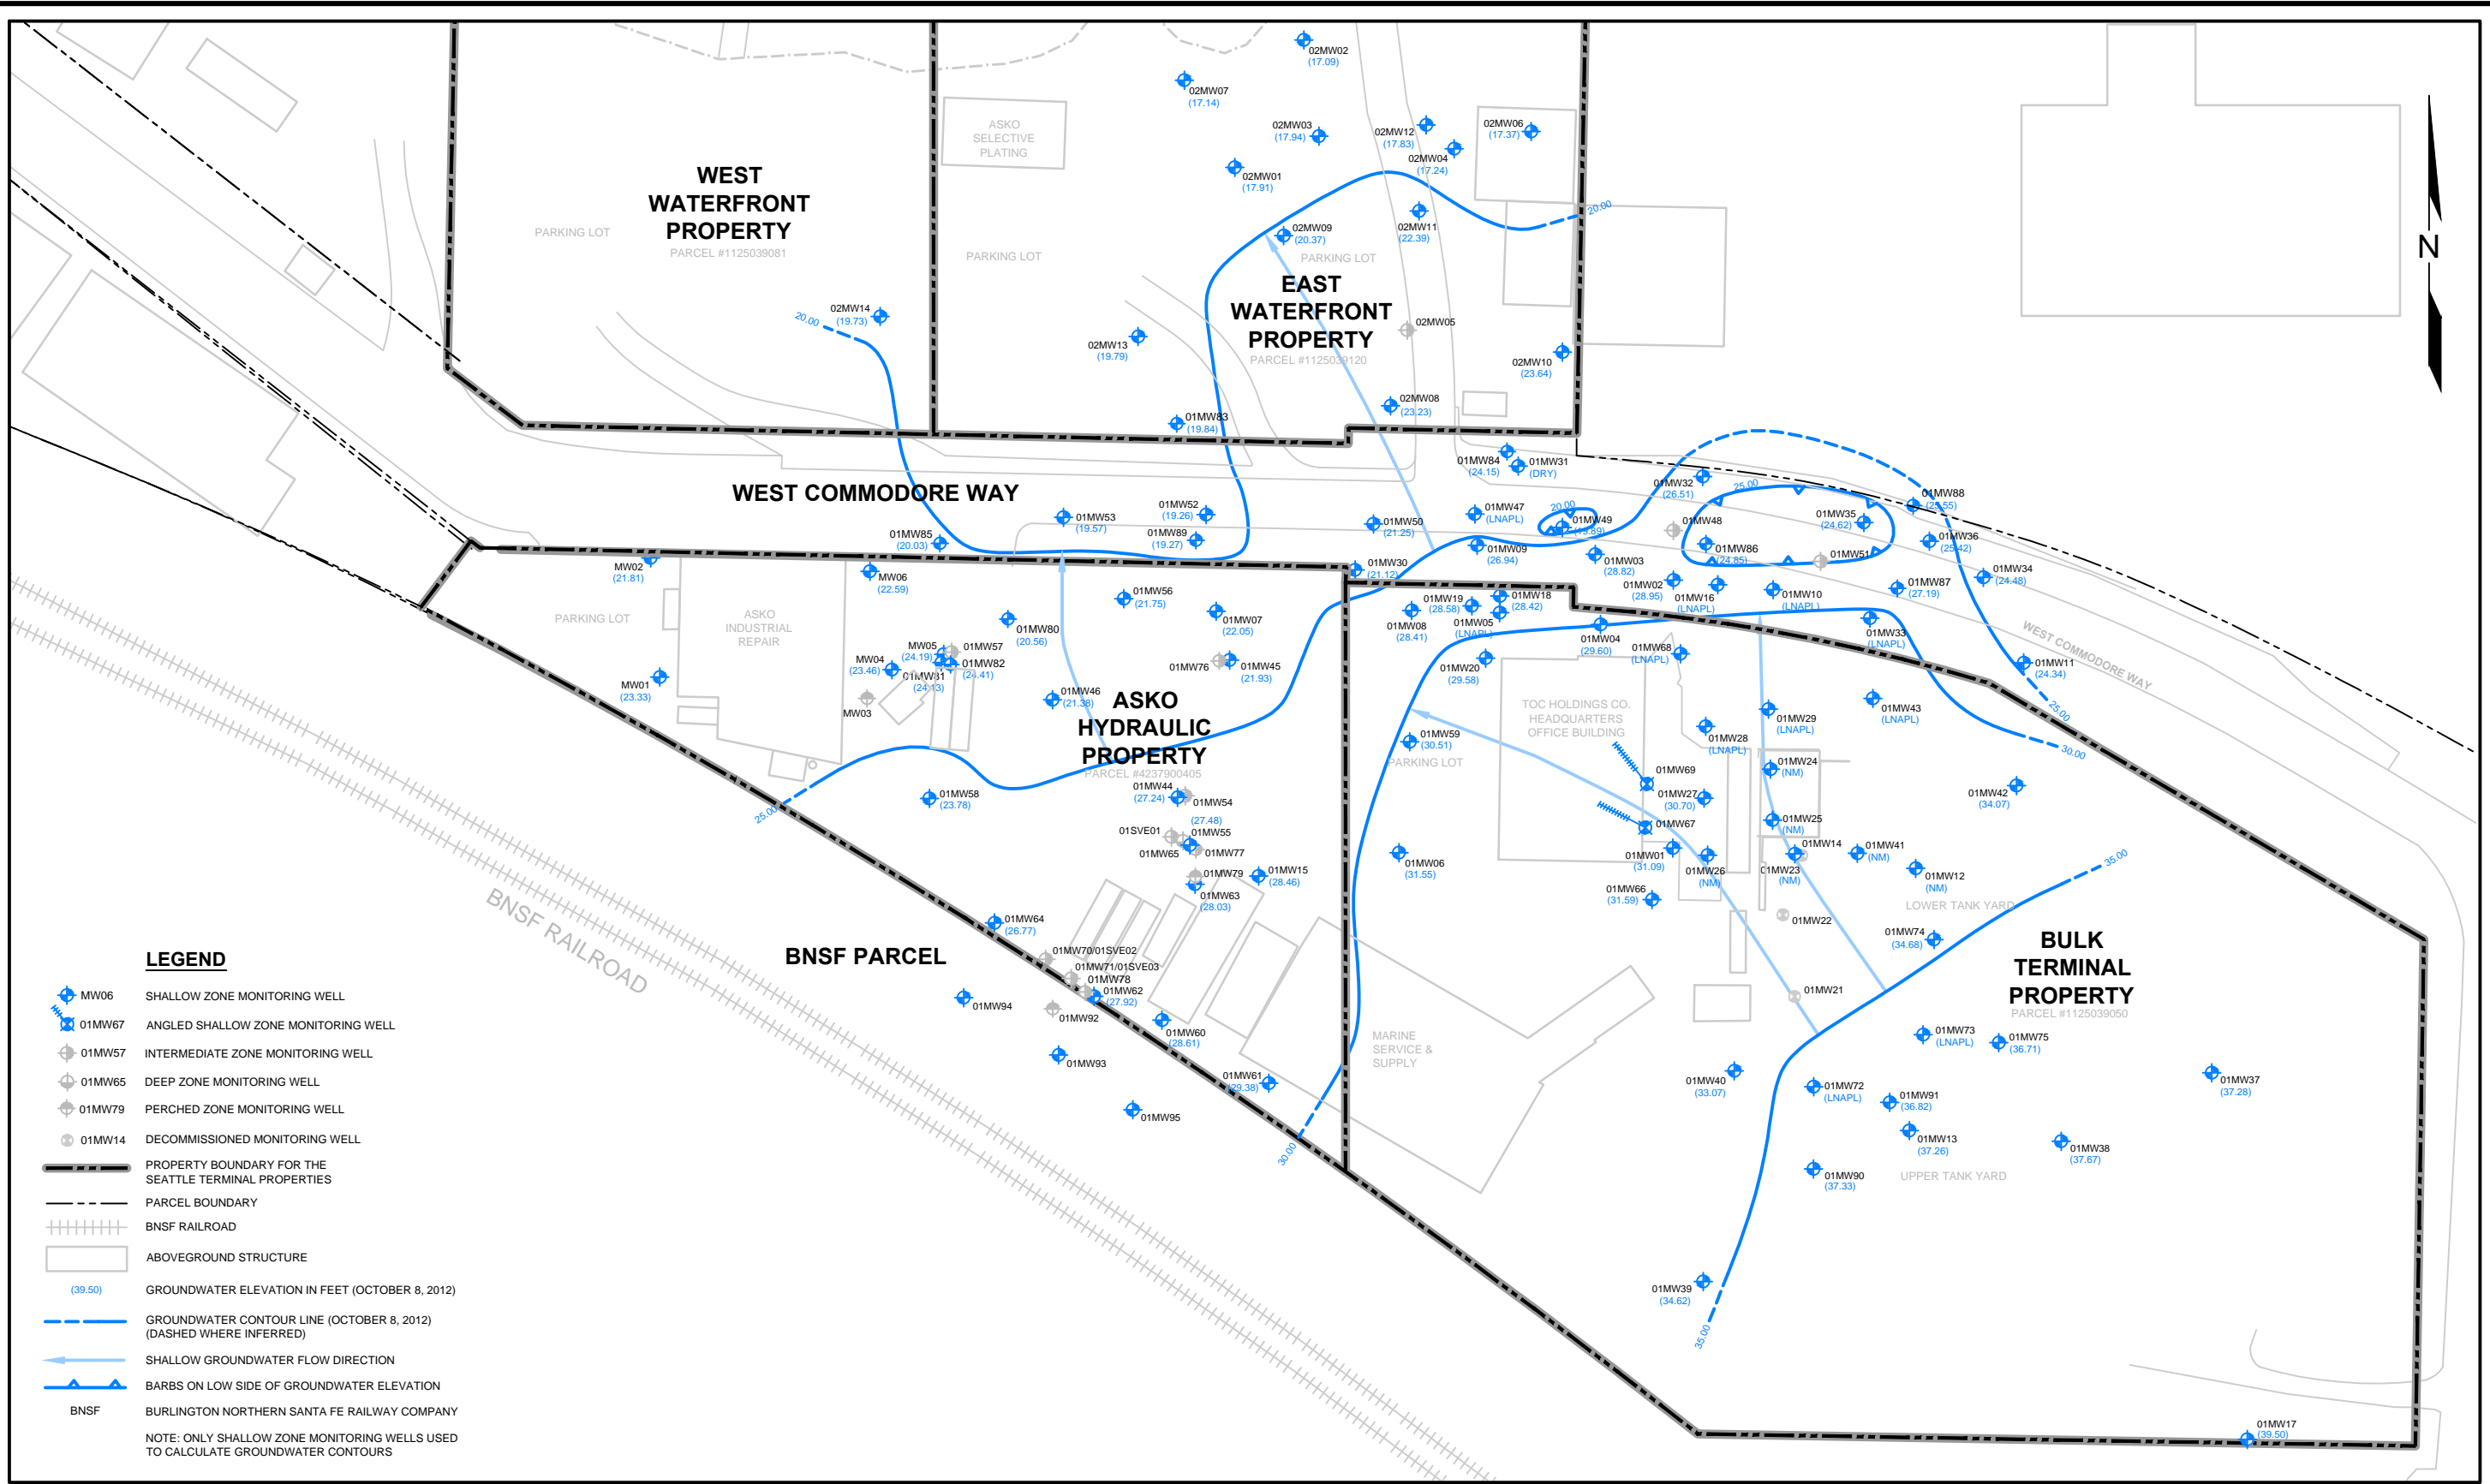 02MW02
(17.09)
02MW07
(17.14)
02MW03
(17.94)
02MW12
(17.83)
02MW04
(17.24)
02MW06
(17.37)
02MW01
(17.91)
ASKO
SELECTIVE
PLATING
WEST
WATERFRONT
PROPERTY
PARCEL #1125039081
PARKING LOT
PARKING LOT
02MW09
(20.37)
02MW11
(22.39)
20.00
PARKING LOT
EAST
WATERFRONT
PROPERTY
PARCEL #1125039120
N
02MW14
(19.73)
20.00
02MW13
(19.79)
02MW05
02MW10
(23.64)
02MW08
(23.23)
01MW83
(19.84)
WEST COMMODORE WAY
01MW84
(24.15)
01MW31
(DRY)
01MW32
(26.51)
25.00
01MW88
(25.55)
01MW52
(19.26)
01MW53
(19.57)
01MW89
(19.27)
01MW85
(20.03)
01MW50
(21.25)
01MW47
(LNAPL)
20.00
01MW49
(19.89)
01MW48
01MW35
(24.62)
01MW36
(25.42)
01MW86
(24.85)
01MW51
01MW09
(26.94)
01MW03
(28.82)
01MW30
(21.12)
01MW02
(28.95)
01MW16
(LNAPL)
01MW10
(LNAPL)
01MW87
(27.19)
01MW34
(24.48)
MW02
(21.81)
MW06
(22.59)
01MW56
(21.75)
01MW07
(22.05)
01MW08
(28.41)
01MW19
(28.58)
01MW18
(28.42)
01MW05
(LNAPL)
01MW04
(29.60)
01MW33
(LNAPL)
WEST COMMODORE WAY
PARKING LOT
ASKO
INDUSTRIAL
REPAIR
01MW80
(20.56)
MW05
(24.19)
01MW57
01MW82
(24.41)
MW04
(23.46)
01MW81
(24.13)
MW03
MW01
(23.33)
01MW76
01MW45
(21.93)
01MW46
(21.38)
01MW20
(29.58)
01MW68
(LNAPL)
01MW11
(24.34)
25.00
30.00
ASKO
HYDRAULIC
PROPERTY
PARCEL #4237900405
TOC HOLDINGS CO.
HEADQUARTERS
OFFICE BUILDING
01MW59
(30.51)
PARKING LOT
01MW28
(LNAPL)
01MW29
(LNAPL)
01MW43
(LNAPL)
01MW24
(NM)
01MW42
(34.07)
01MW69
01MW27
(30.70)
01MW67
01MW25
(NM)
25.00
01MW58
(23.78)
01MW44
(27.24)
01MW54
(27.48)
01SVE01
01MW55
01MW65
01MW77
01MW79
01MW63
(28.03)
01MW15
(28.46)
01MW06
(31.55)
01MW01
(31.09)
01MW26
(NM)
01MW14
01MW23
(NM)
01MW41
(NM)
01MW12
(NM)
35.00
01MW66
(31.59)
01MW22
LOWER TANK YARD
01MW74
(34.68)
BULK
TERMINAL
PROPERTY
PARCEL #1125039050
BNSF RAILROAD
BNSF PARCEL
01MW64
(26.77)
01MW70/01SVE02
01MW71/01SVE03
01MW78
01MW62
(27.92)
01MW94
01MW92
01MW60
(28.61)
01MW93
01MW61
(29.38)
01MW95
30.00
MARINE
SERVICE &
SUPPLY
01MW21
01MW73
(LNAPL)
01MW75
(36.71)
01MW40
(33.07)
01MW72
(LNAPL)
01MW91
(36.82)
01MW37
(37.28)
01MW13
(37.26)
01MW38
(37.67)
01MW90
(37.33)
UPPER TANK YARD
01MW39
(34.62)
35.00
01MW17
(39.50)
LEGEND
MW06 SHALLOW ZONE MONITORING WELL
01MW67 ANGLED SHALLOW ZONE MONITORING WELL
01MW57 INTERMEDIATE ZONE MONITORING WELL
01MW65 DEEP ZONE MONITORING WELL
01MW79 PERCHED ZONE MONITORING WELL
01MW14 DECOMMISSIONED MONITORING WELL
PROPERTY BOUNDARY FOR THE
SEATTLE TERMINAL PROPERTIES
PARCEL BOUNDARY
BNSF RAILROAD
ABOVEGROUND STRUCTURE
(39.50) GROUNDWATER ELEVATION IN FEET (OCTOBER 8, 2012)
GROUNDWATER CONTOUR LINE (OCTOBER 8, 2012)
(DASHED WHERE INFERRED)
SHALLOW GROUNDWATER FLOW DIRECTION
BARBS ON LOW SIDE OF GROUNDWATER ELEVATION
BNSF BURLINGTON NORTHERN SANTA FE RAILWAY COMPANY
NOTE: ONLY SHALLOW ZONE MONITORING WELLS USED
TO CALCULATE GROUNDWATER CONTOURS